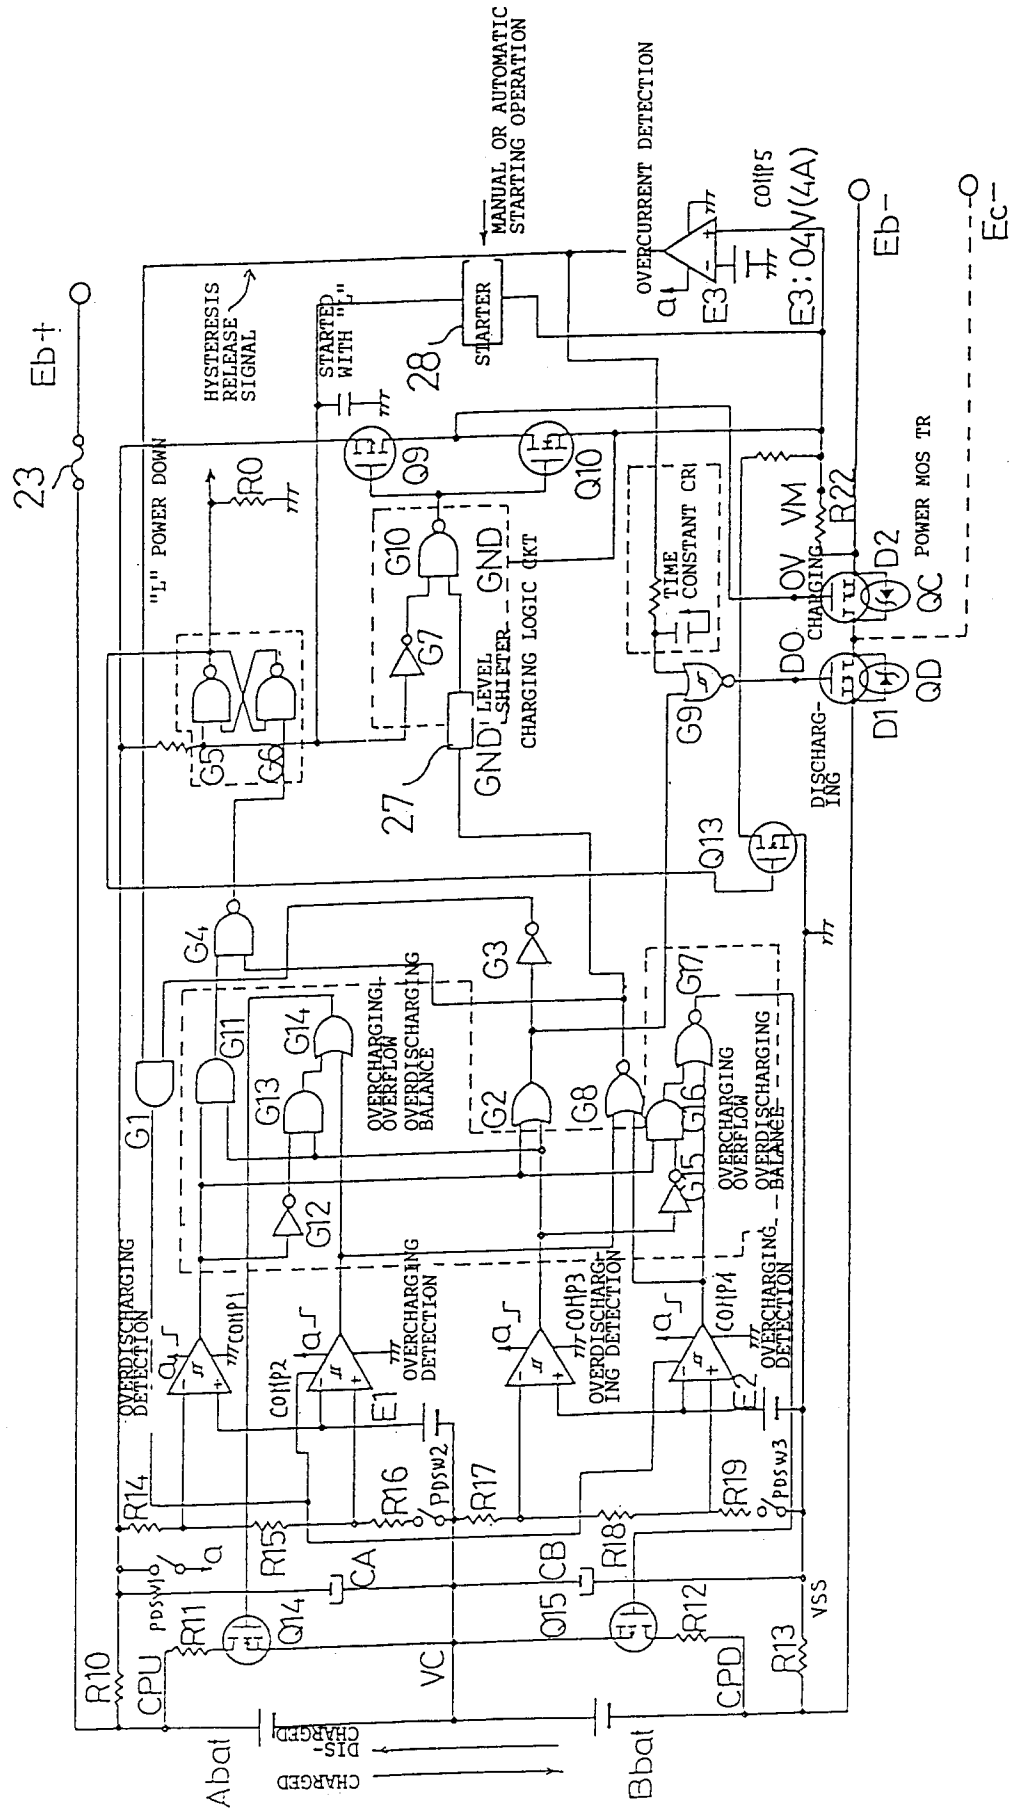 23
Eb+
HYSTERESIS
RELEASE
SIGNAL
"L" POWER DOWN
R0
STARTED
WITH "L"
MANUAL OR AUTOMATIC
STARTING OPERATION
28
STARTER
OVERCURRENT DETECTION
a
E3
COMP5
E3:04V(4A)
Eb-
Ec-
Q9
Q10
G10
G7
GND
LEVEL
SHIFTER
GND
CHARGING LOGIC CKT
27
G5
G6
TIME
CONSTANT CR
G9
DO
OV
VM
R22
CHARGING
DISCHARG-
ING
D1
QD
D2
QC
POWER MOS TR
Q13
G1
G4
G11
G3
G14
G13
G12
OVERCHARGING
OVERFLOW
OVERDISCHARGING
BALANCE
G2
G8
G17
G16
G15
OVERCHARGING
OVERFLOW
OVERDISCHARGING
BALANCE
OVERDISCHARGING
DETECTION
a
COMP1
COMP2
a
E1
OVERCHARGING
DETECTION
a
COMP3
OVERDISCHARG-
ING DETECTION
a
COMP4
E2
OVERCHARGING
DETECTION
R14
R15
R16
PDSW2
R17
R18
R19
PDSW3
PDSW1
a
CA
CB
R10
CPU
R11
Q14
VC
Q15
R12
CPD
R13
VSS
Abat
Bbat
DIS-
CHARGED
CHARGED